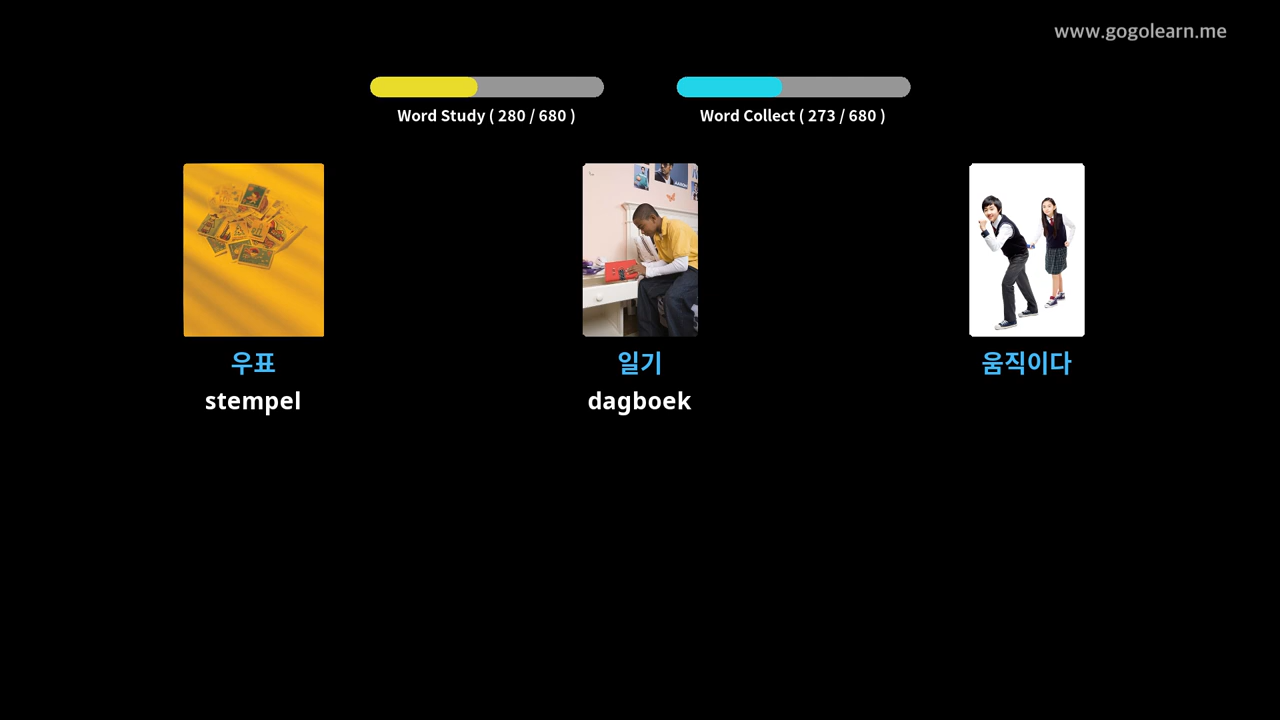 www.gogolearn.me
Word Study ( 280 / 680 )
Word Collect ( 273 / 680 )
우표
일기
움직이다
stempel
dagboek